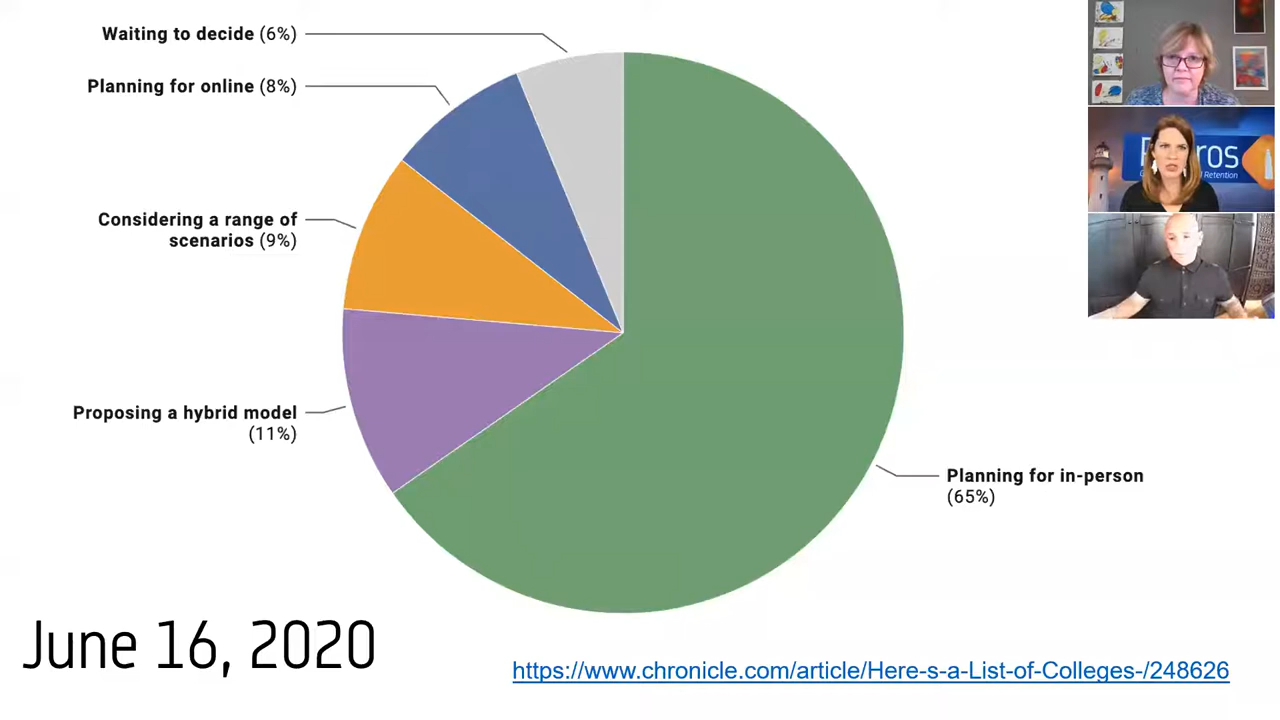 Waiting to decide (6%)
Planning for online (8%)
Considering a range of
scenarios (9%)
Proposing a hybrid model
(11%)
Planning for in-person
(65%)
June 16, 2020
https://www.chronicle.com/article/Here-s-a-List-of-Colleges-/248626
Retention